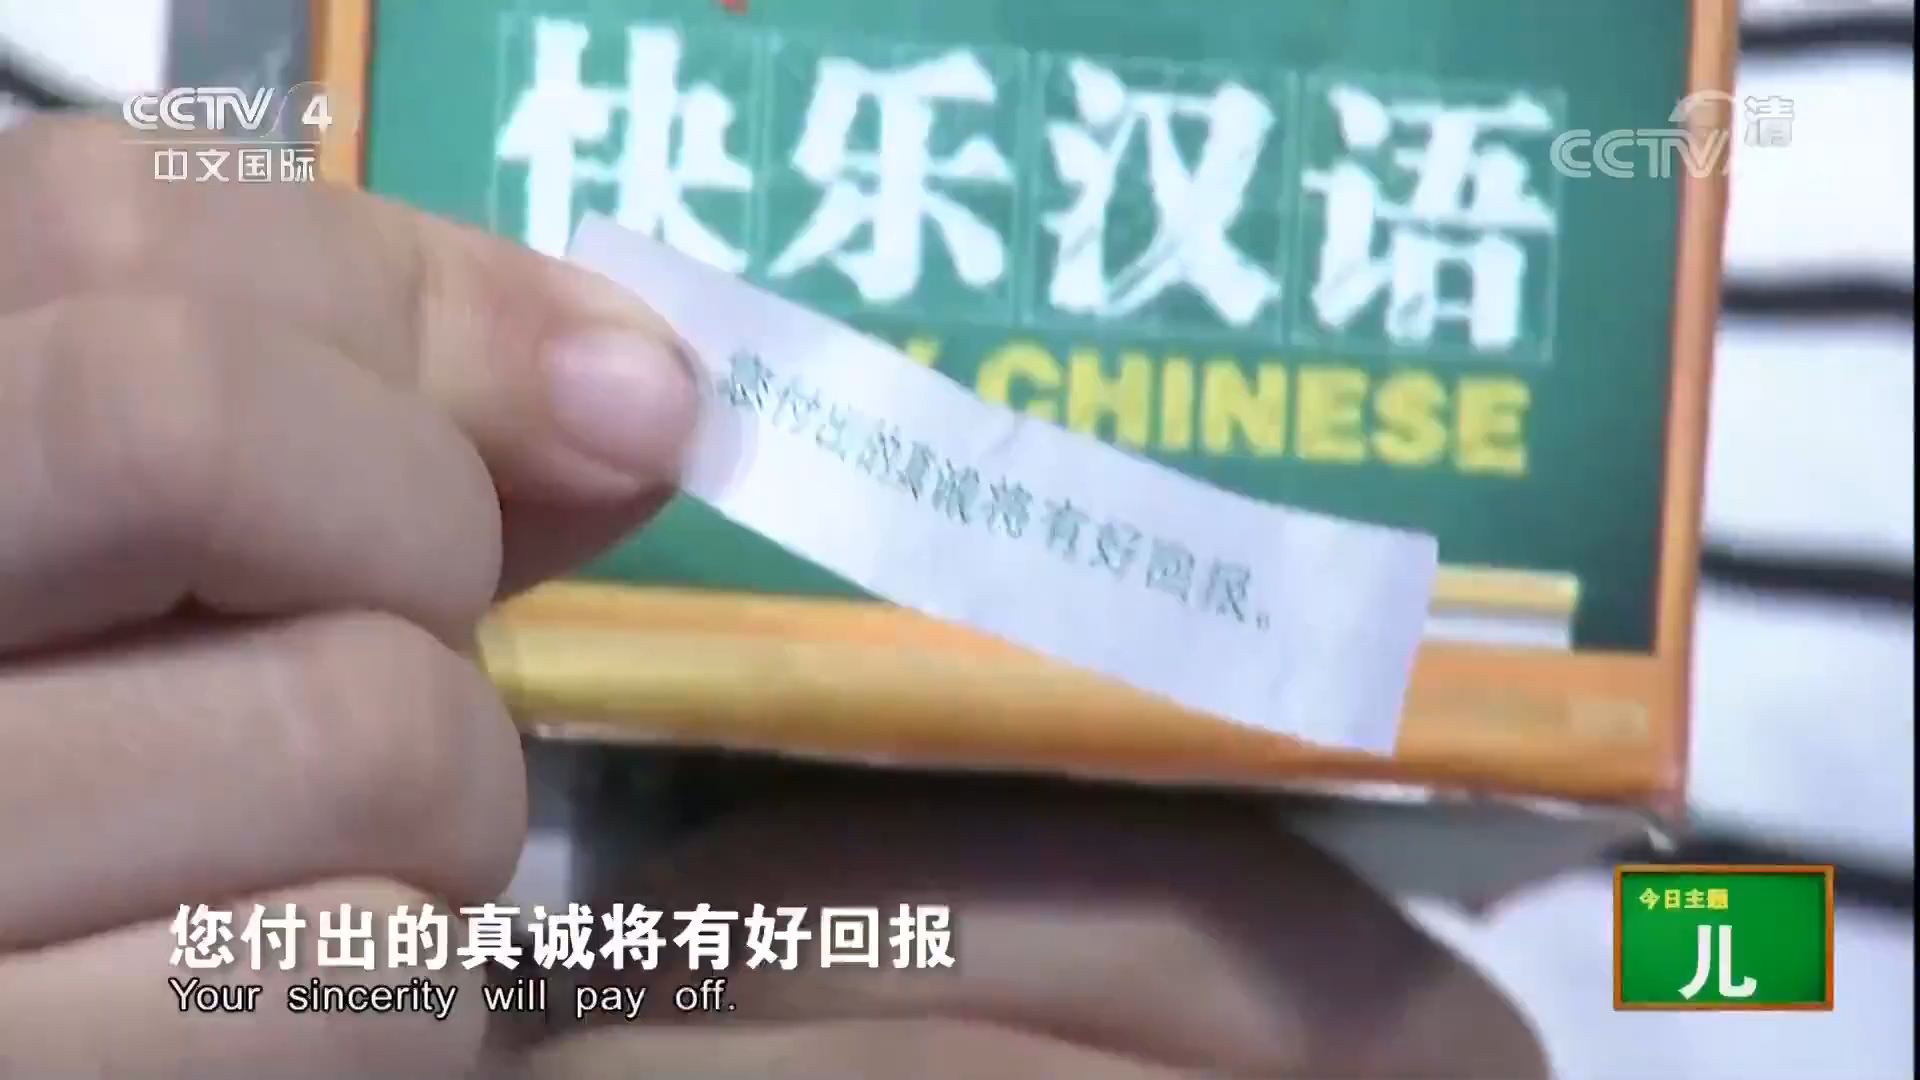 CCTV 4
中文国际
CCTV 清
快乐汉语
CHINESE
您付出的真诚将有好回报。
今日主题
儿
您付出的真诚将有好回报
Your sincerity will pay off.